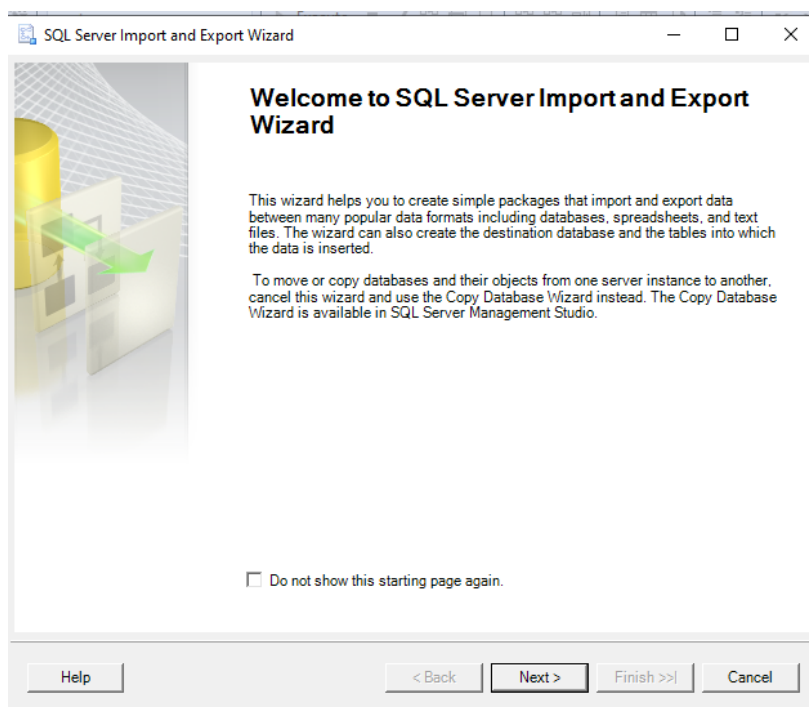 SQL Server Import and Export Wizard
Welcome to SQL Server Import and Export
Wizard
This wizard helps you to create simple packages that import and export data
between many popular data formats including databases, spreadsheets, and text
files. The wizard can also create the destination database and the tables into which
the data is inserted.
To move or copy databases and their objects from one server instance to another,
cancel this wizard and use the Copy Database Wizard instead. The Copy Database
Wizard is available in SQL Server Management Studio.
Do not show this starting page again.
Help
< Back
Next >
Finish >>|
Cancel